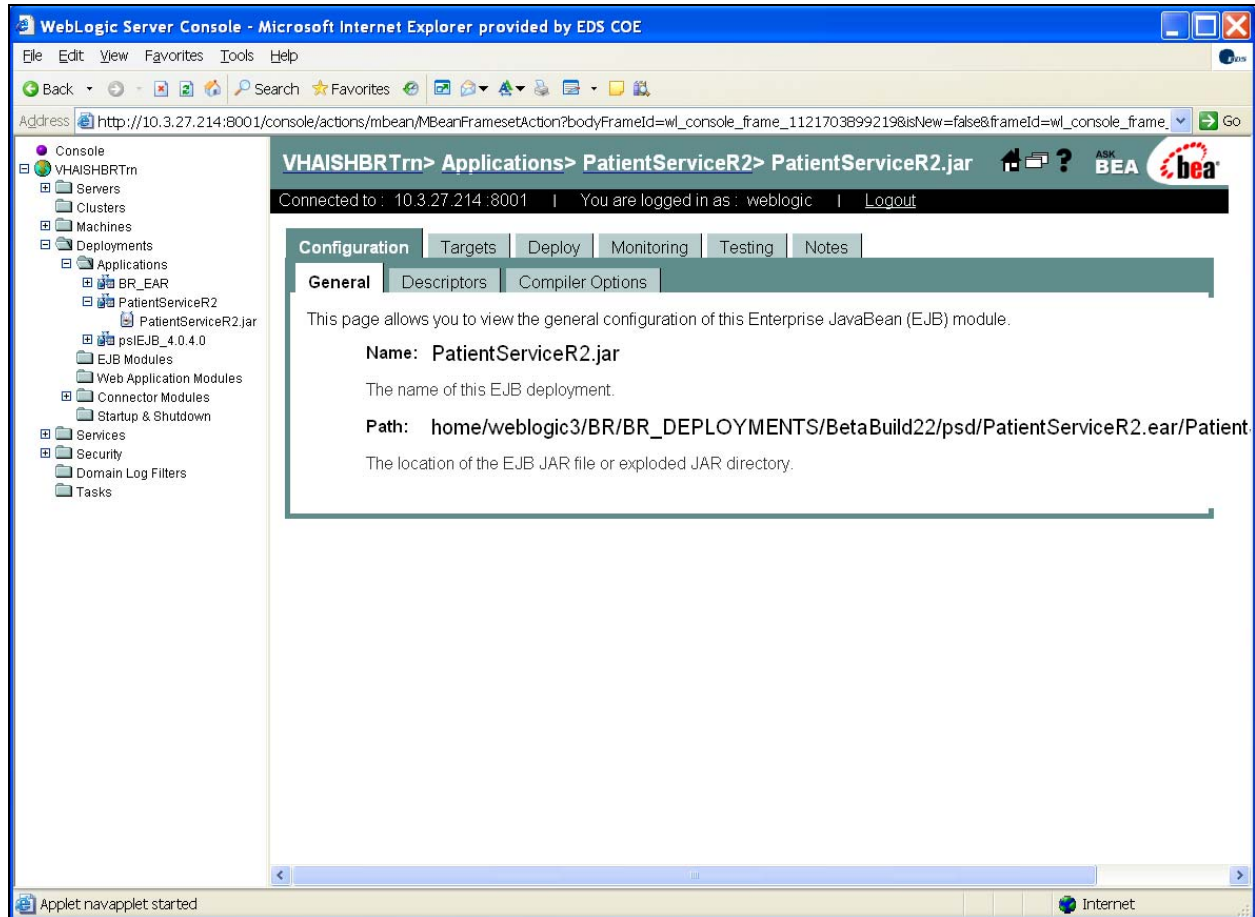 WebLogic Server Console - Microsoft Internet Explorer provided by EDS COE
File Edit View Favorites Tools Help
EDS
Back Search Favorites
Address http://10.3.27.214:8001/console/actions/mbean/MBeanFramesetAction?bodyFrameId=wl_console_frame_1121703899219&isNew=false&frameId=wl_console_frame_ Go
Console
VHAISHBRTrn
Servers
Clusters
Machines
Deployments
Applications
BR_EAR
PatientServiceR2
PatientServiceR2.jar
pslEJB_4.0.4.0
EJB Modules
Web Application Modules
Connector Modules
Startup & Shutdown
Services
Security
Domain Log Filters
Tasks
VHAISHBRTrn> Applications> PatientServiceR2> PatientServiceR2.jar ? ASK BEA bea
Connected to : 10.3.27.214 :8001 | You are logged in as : weblogic | Logout
Configuration Targets Deploy Monitoring Testing Notes
General Descriptors Compiler Options
This page allows you to view the general configuration of this Enterprise JavaBean (EJB) module.
Name: PatientServiceR2.jar
The name of this EJB deployment.
Path: home/weblogic3/BR/BR_DEPLOYMENTS/BetaBuild22/psd/PatientServiceR2.ear/Patient
The location of the EJB JAR file or exploded JAR directory.
Applet navapplet started Internet